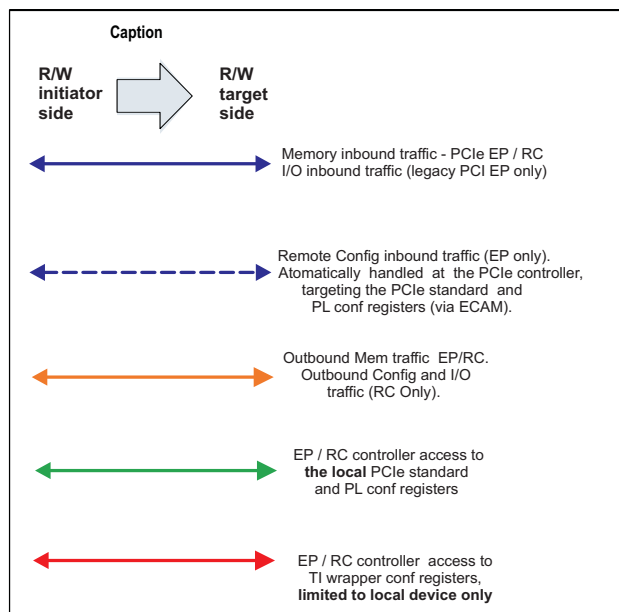 Caption
R/W
initiator
side
R/W
target
side
Memory inbound traffic - PCIe EP / RC
I/O inbound traffic (legacy PCI EP only)
Remote Config inbound traffic (EP only).
Atomatically handled at the PCIe controller,
targeting the PCIe standard and
PL conf registers (via ECAM).
Outbound Mem traffic EP/RC.
Outbound Config and I/O
traffic (RC Only).
EP / RC controller access to
the local PCIe standard
and PL conf registers
EP / RC controller access to
TI wrapper conf registers,
limited to local device only